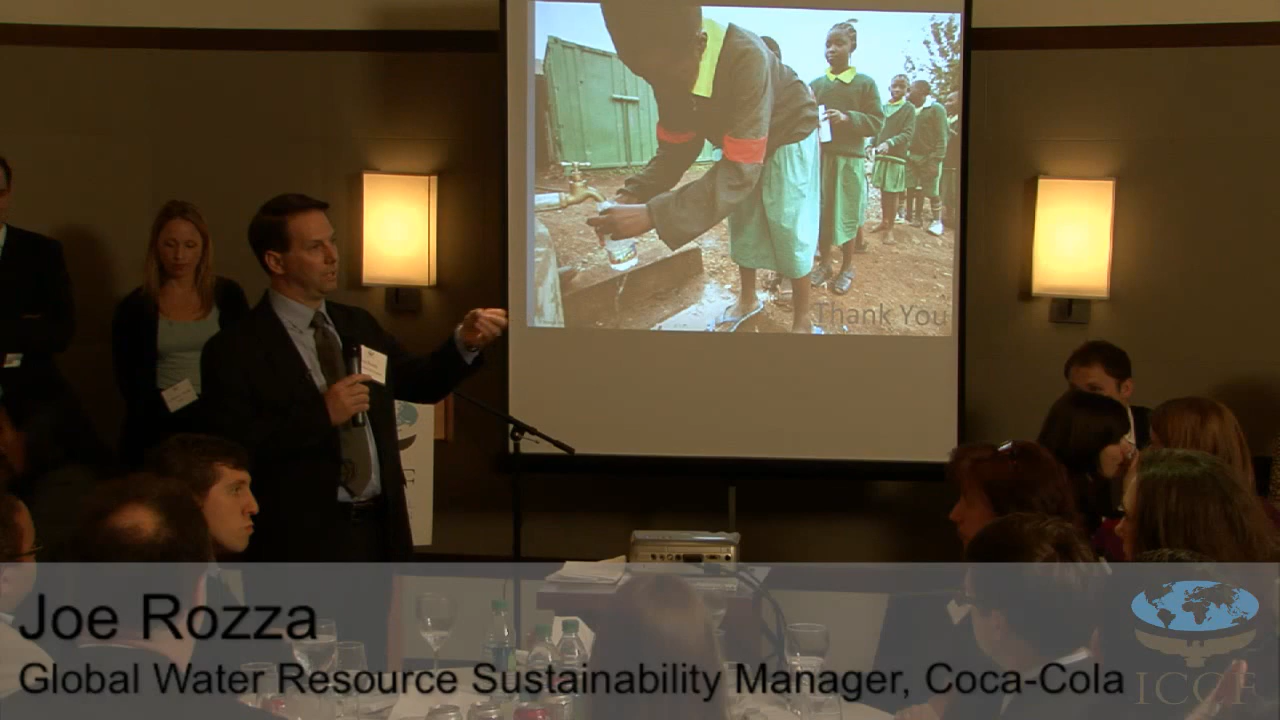 Thank You
Joe Rozza
Global Water Resource Sustainability Manager, Coca-Cola
ICCF